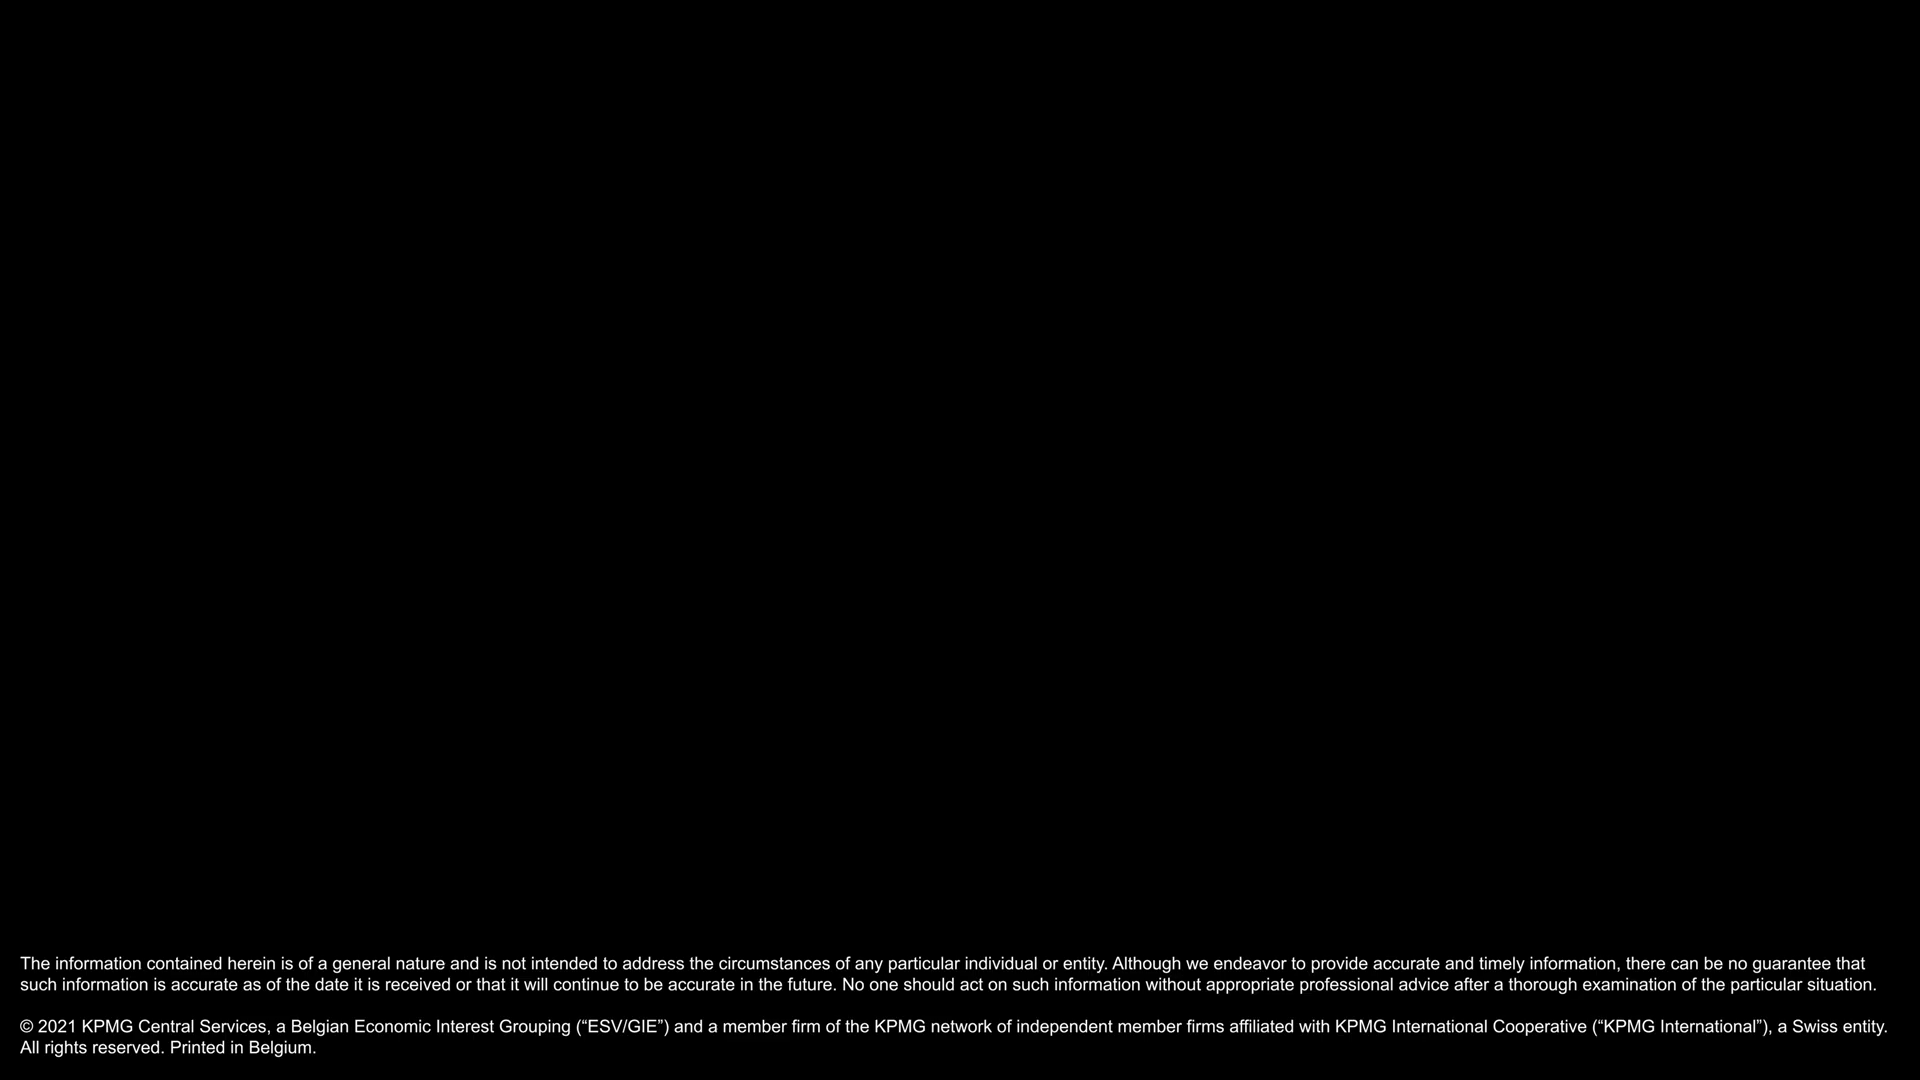 The information contained herein is of a general nature and is not intended to address the circumstances of any particular individual or entity. Although we endeavor to provide accurate and timely information, there can be no guarantee that
such information is accurate as of the date it is received or that it will continue to be accurate in the future. No one should act on such information without appropriate professional advice after a thorough examination of the particular situation.
© 2021 KPMG Central Services, a Belgian Economic Interest Grouping (“ESV/GIE”) and a member firm of the KPMG network of independent member firms affiliated with KPMG International Cooperative (“KPMG International”), a Swiss entity.
All rights reserved. Printed in Belgium.